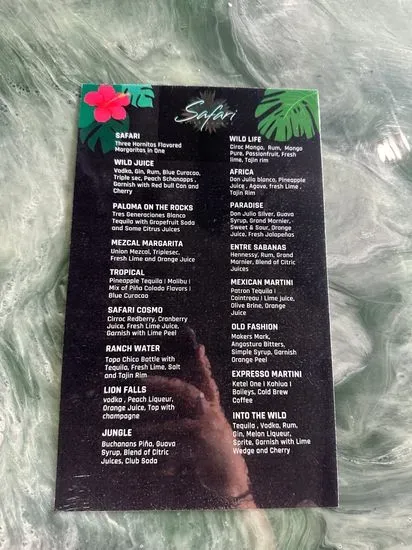 Safari
SAFARI
Three Hornitos Flavored
Margaritas in One
WILD JUICE
Vodka, Gin, Rum, Blue Curacao,
Triple sec, Peach Schanapps ,
Garnish with Red bull Can and
Cherry
PALOMA ON THE ROCKS
Tres Generaciones Blanco
Tequila with Grapefruit Soda
and Some Citrus Juices
MEZCAL MARGARITA
Union Mezcal, Triplesec,
Fresh Lime and Orange Juice
TROPICAL
Pineapple Tequila | Malibu |
Mix of Piña Colada Flavors |
Blue Curacao
SAFARI COSMO
Cirroc Redberry, Cranberry
Juice, Fresh Lime Juice,
Garnish with Lime Peel
RANCH WATER
Topo Chico Bottle with
Tequila, Fresh Lime, Salt
and Tajin Rim
LION FALLS
vodka , Peach Liqueur,
Orange Juice, Top with
champagne
JUNGLE
Buchanans Piña, Guava
Syrup, Blend of Citric
Juices, Club Soda
WILD LIFE
Ciroc Mango, Rum, Mango
Pure, Passionfruit, Fresh
lime, Tajin rim
AFRICA
Don Julio blanco, Pineapple
Juice , Agave, fresh Lime ,
Tajin Rim
PARADISE
Don Julio Silver, Guava
Syrup, Grand Marnier,
Sweet & Sour, Orange
Juice, Fresh Jalapeños
ENTRE SABANAS
Hennessy, Rum, Grand
Marnier, Blend of Citric
Juices
MEXICAN MARTINI
Patron Tequila |
Cointreau | Lime juice,
Olive Brine, Orange
Juice
OLD FASHION
Makers Mark,
Angostura Bitters,
Simple Syrup, Garnish
Orange Peel
EXPRESSO MARTINI
Ketel One | Kahlua |
Baileys, Cold Brew
Coffee
INTO THE WILD
Tequila , Vodka, Rum,
Gin, Melon Liqueur,
Sprite, Garnish with Lime
Wedge and Cherry